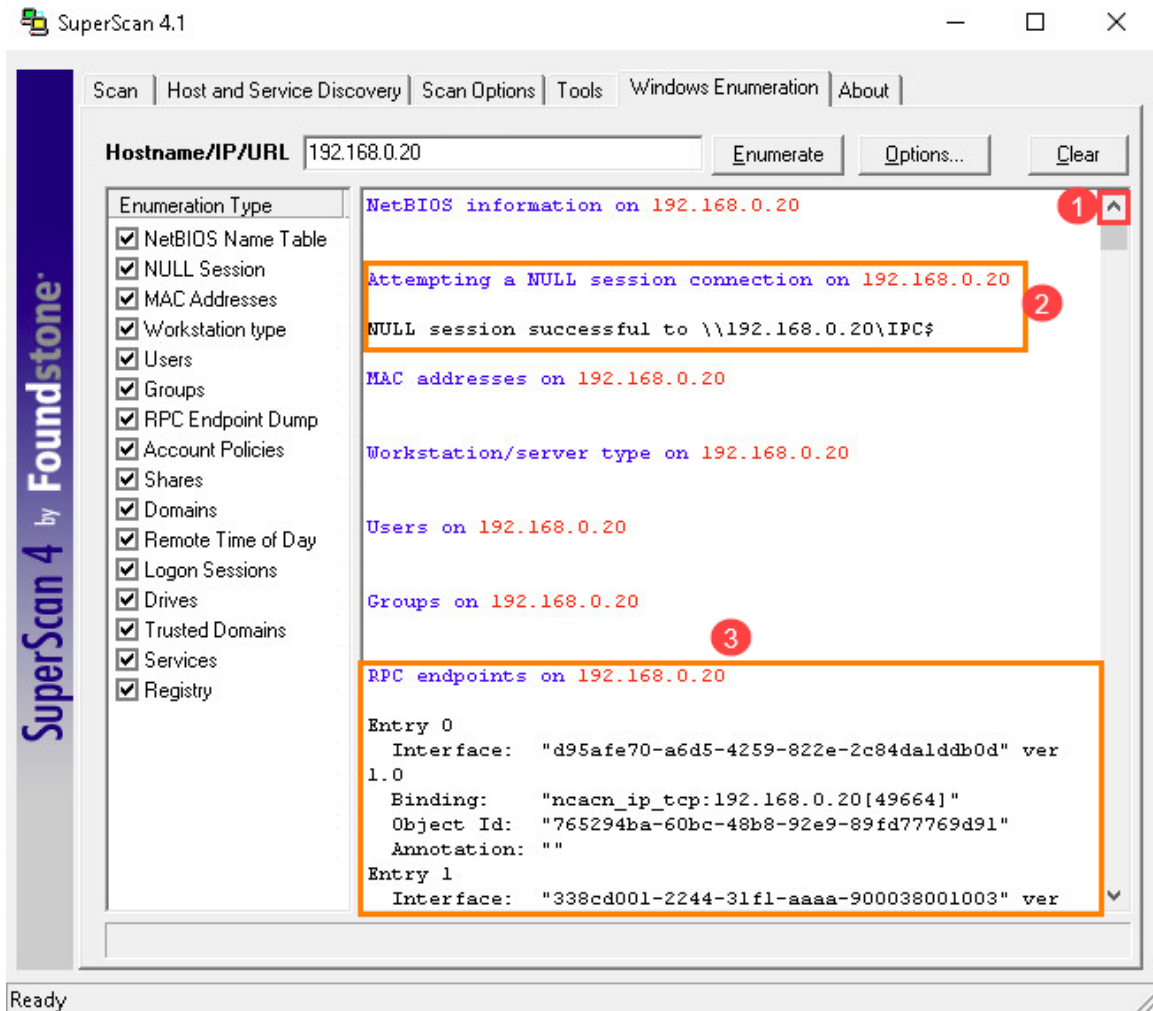 SuperScan 4.1
Scan Host and Service Discovery Scan Options Tools Windows Enumeration About
Hostname/IP/URL 192.168.0.20 Enumerate Options... Clear
SuperScan 4 by Foundstone
Enumeration Type
NetBIOS Name Table
NULL Session
MAC Addresses
Workstation type
Users
Groups
RPC Endpoint Dump
Account Policies
Shares
Domains
Remote Time of Day
Logon Sessions
Drives
Trusted Domains
Services
Registry
NetBIOS information on 192.168.0.20
1
Attempting a NULL session connection on 192.168.0.20
2
NULL session successful to \\192.168.0.20\IPC$
MAC addresses on 192.168.0.20
Workstation/server type on 192.168.0.20
Users on 192.168.0.20
Groups on 192.168.0.20
3
RPC endpoints on 192.168.0.20
Entry 0
Interface: "d95afe70-a6d5-4259-822e-2c84da1ddb0d" ver
1.0
Binding: "ncacn_ip_tcp:192.168.0.20[49664]"
Object Id: "765294ba-60bc-48b8-92e9-89fd77769d91"
Annotation: ""
Entry 1
Interface: "338cd001-2244-31f1-aaaa-900038001003" ver
Ready